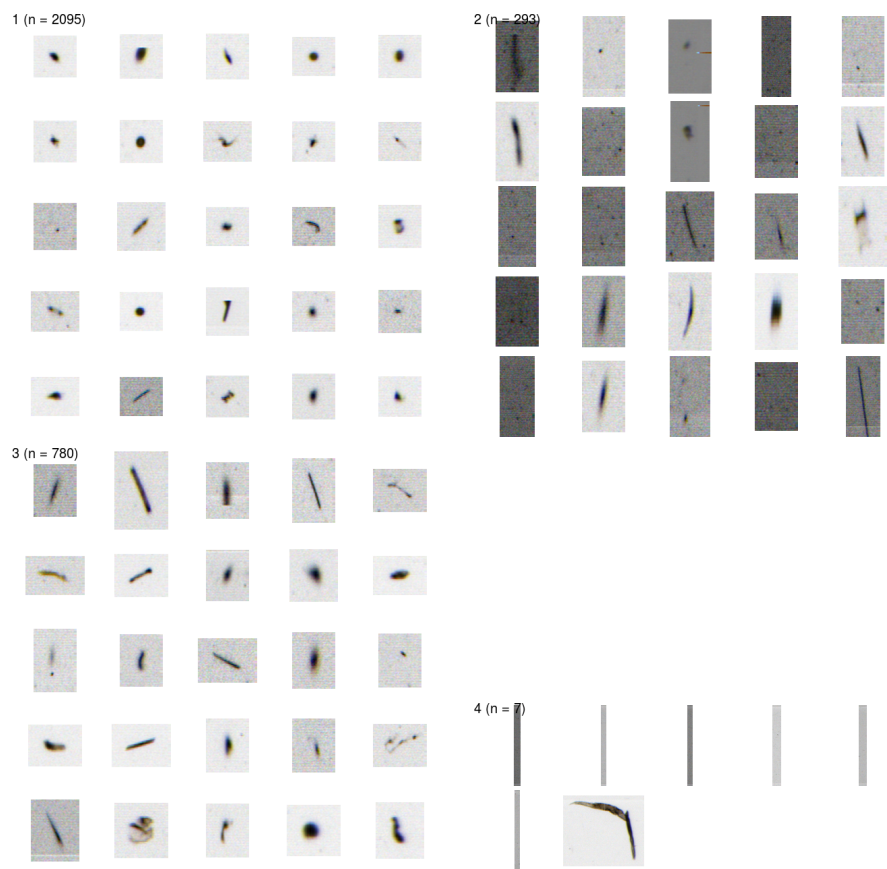 1 (n = 2095)
2 (n = 293)
3 (n = 780)
4 (n = 7)